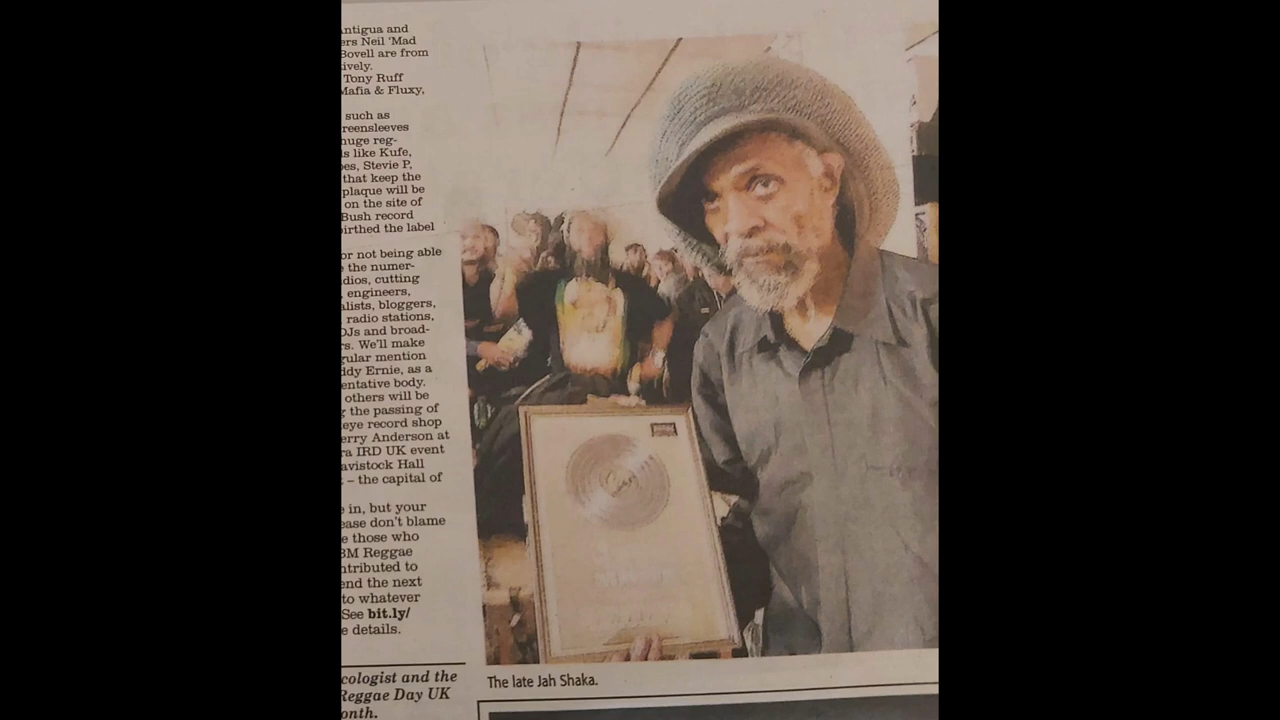 Antigua and
ers Neil ‘Mad
Bovell are from
ively.
Tony Ruff
Mafia & Fluxy,
such as
reensleeves
huge reg-
ls like Kufe,
es, Stevie P,
that keep the
plaque will be
on the site of
Bush record
birthed the label
or not being able
the numer-
dios, cutting
engineers,
alists, bloggers,
radio stations,
DJs and broad-
rs. We’ll make
gular mention
ddy Ernie, as a
entative body.
others will be
the passing of
eye record shop
erry Anderson at
ra IRD UK event
avistock Hall
– the capital of
e in, but your
ease don’t blame
e those who
BM Reggae
ntributed to
end the next
to whatever
See bit.ly/
e details.
cologist and the
Reggae Day UK
onth.
The late Jah Shaka.